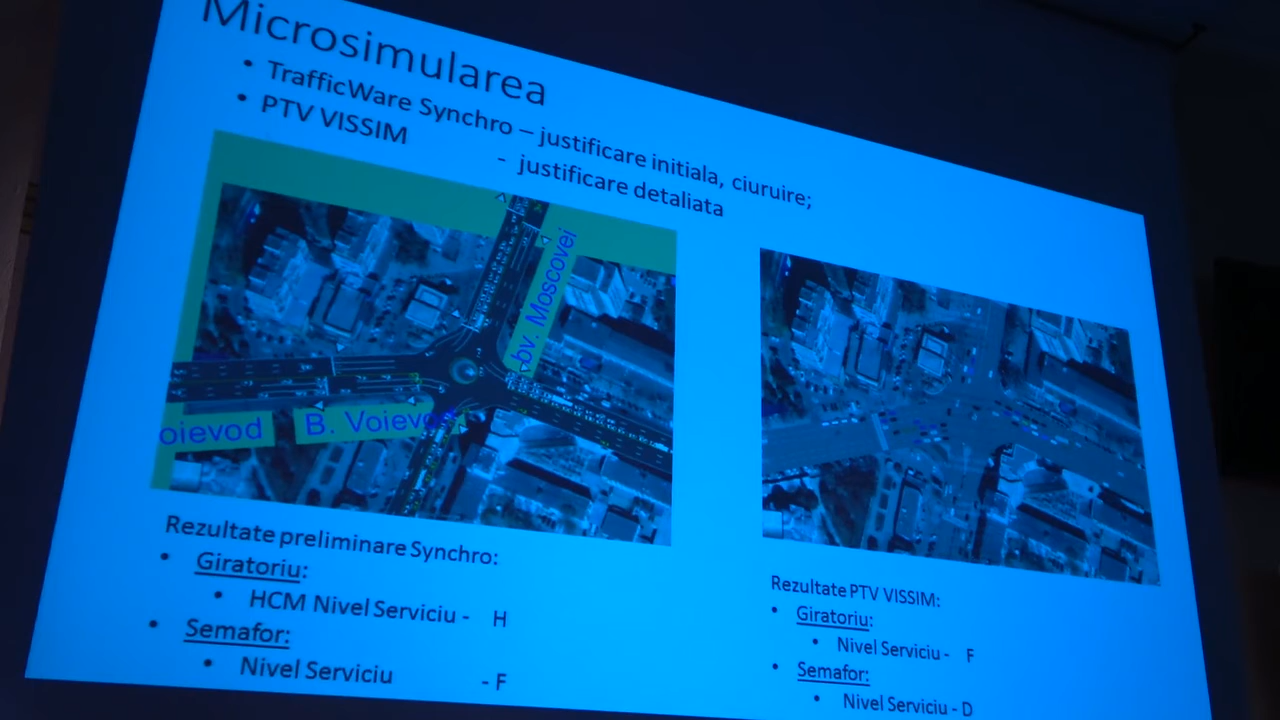 Microsimularea
• TrafficWare Synchro – justificare initiala, ciuruire;
• PTV VISSIM - justificare detaliata
bv. Moscovei
oievod B. Voievod
Rezultate preliminare Synchro:
• Giratoriu:
• HCM Nivel Serviciu - H
• Semafor:
• Nivel Serviciu - F
Rezultate PTV VISSIM:
• Giratoriu:
• Nivel Serviciu - F
• Semafor:
• Nivel Serviciu - D